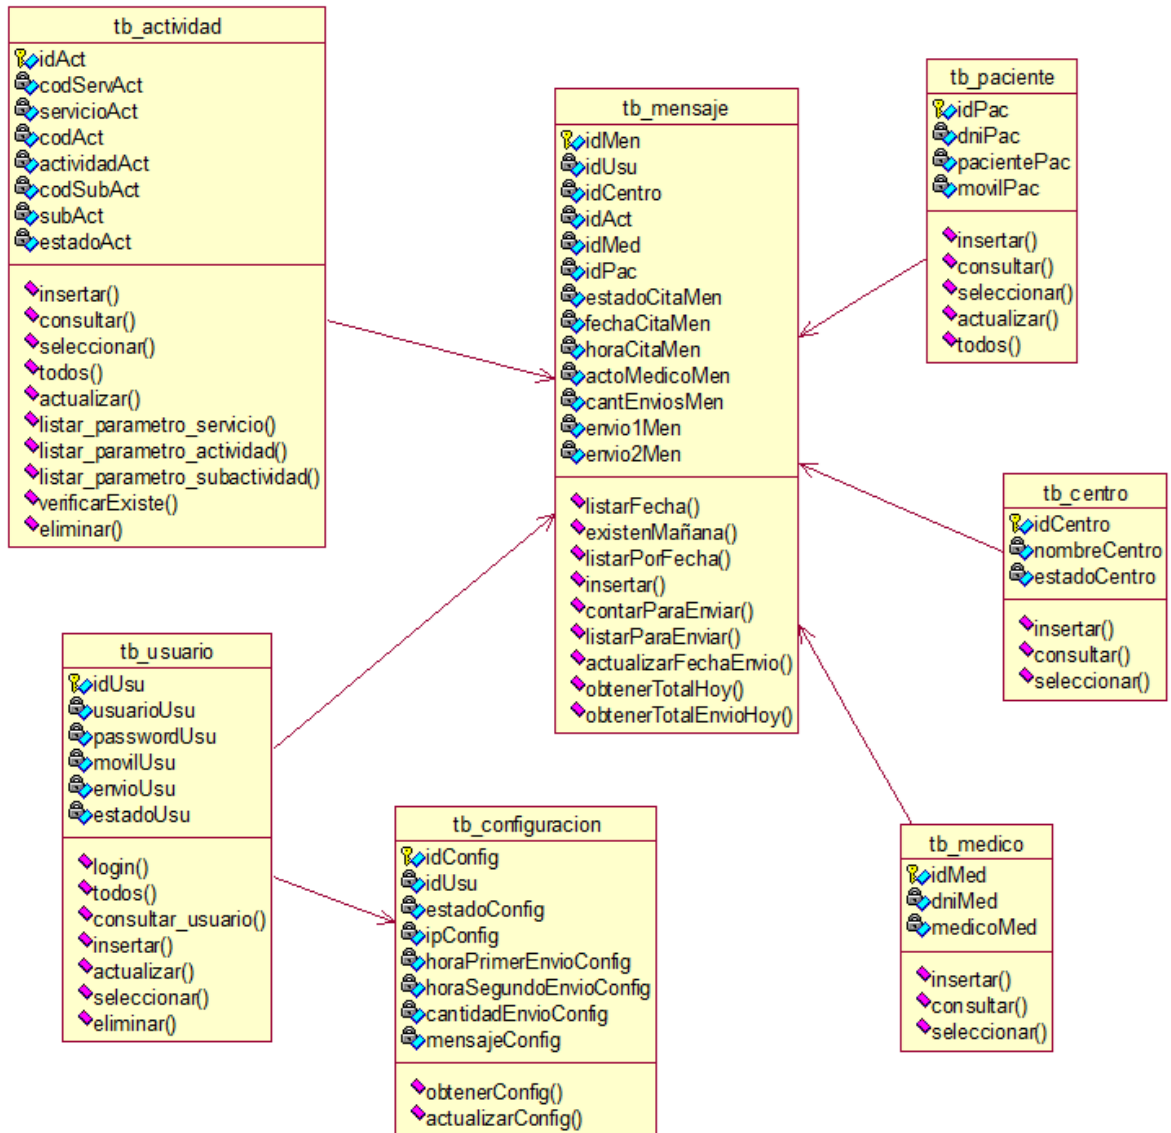 tb_actividad
idAct
codServAct
servicioAct
codAct
actividadAct
codSubAct
subAct
estadoAct
insertar()
consultar()
seleccionar()
todos()
actualizar()
listar_parametro_servicio()
listar_parametro_actividad()
listar_parametro_subactividad()
verificarExiste()
eliminar()
tb_mensaje
idMen
idUsu
idCentro
idAct
idMed
idPac
estadoCitaMen
fechaCitaMen
horaCitaMen
actoMedicoMen
cantEnviosMen
envio1Men
envio2Men
listarFecha()
existenMañana()
listarPorFecha()
insertar()
contarParaEnviar()
listarParaEnviar()
actualizarFechaEnvio()
obtenerTotalHoy()
obtenerTotalEnvioHoy()
tb_paciente
idPac
dniPac
pacientePac
movilPac
insertar()
consultar()
seleccionar()
actualizar()
todos()
tb_centro
idCentro
nombreCentro
estadoCentro
insertar()
consultar()
seleccionar()
tb_usuario
idUsu
usuarioUsu
passwordUsu
movilUsu
envioUsu
estadoUsu
login()
todos()
consultar_usuario()
insertar()
actualizar()
seleccionar()
eliminar()
tb_configuracion
idConfig
idUsu
estadoConfig
ipConfig
horaPrimerEnvioConfig
horaSegundoEnvioConfig
cantidadEnvioConfig
mensajeConfig
obtenerConfig()
actualizarConfig()
tb_medico
idMed
dniMed
medicoMed
insertar()
consultar()
seleccionar()